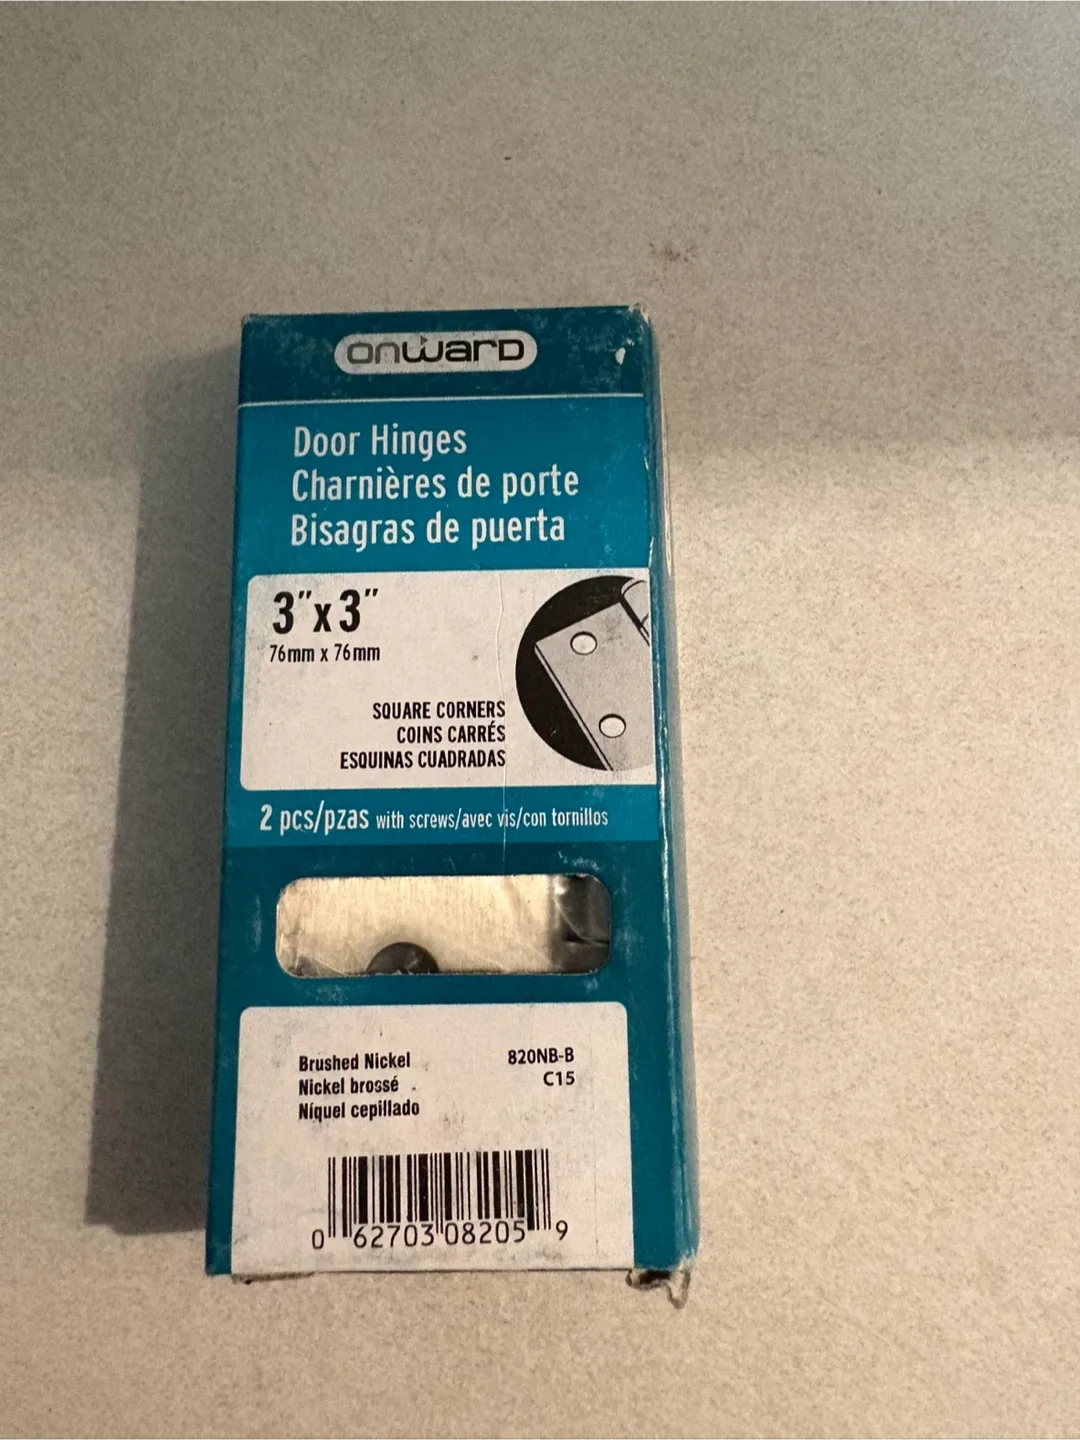 onward
Door Hinges
Charnières de porte
Bisagras de puerta
3"x3"
76mm x 76mm
SQUARE CORNERS
COINS CARRÉS
ESQUINAS CUADRADAS
2 pcs/pzas with screws/avec vis/con tornillos
Brushed Nickel 820NB-B
Nickel brossé C15
Níquel cepillado
0 62703 08205 9